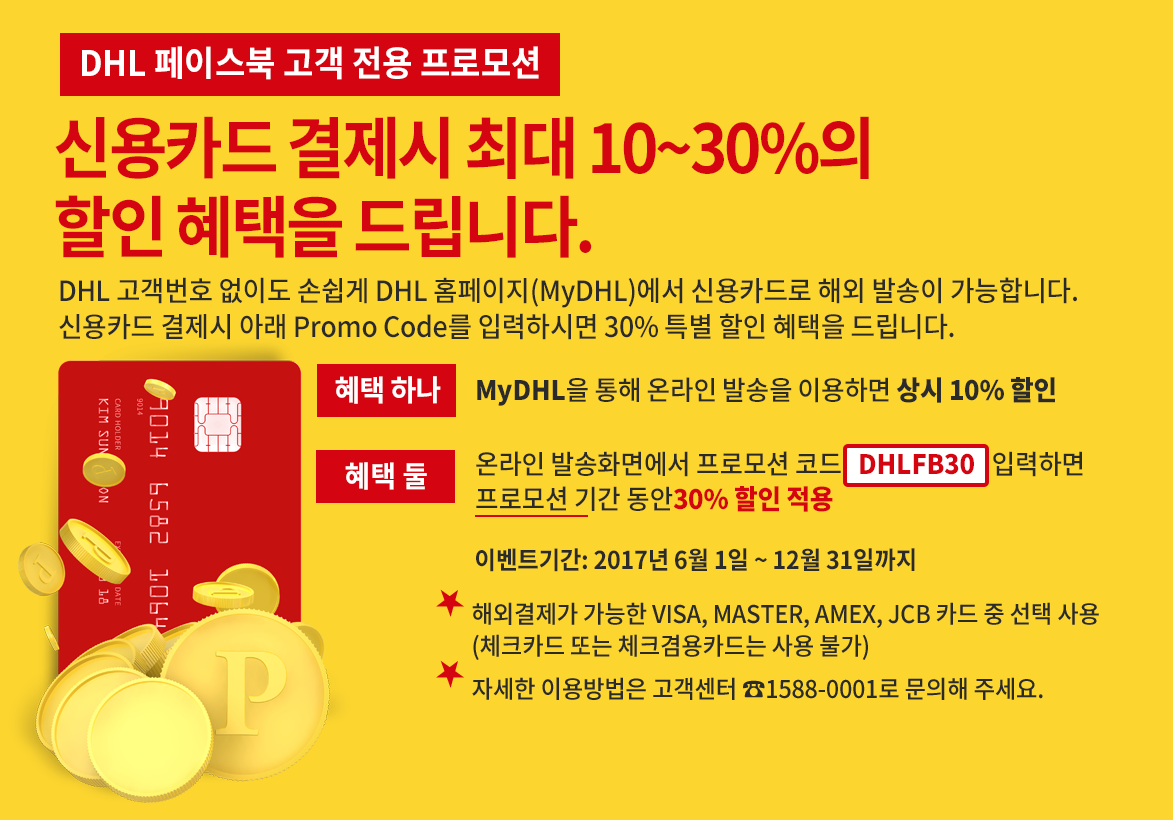 DHL 페이스북 고객 전용 프로모션
신용카드 결제시 최대 10~30%의
할인 혜택을 드립니다.
DHL 고객번호 없이도 손쉽게 DHL 홈페이지(MyDHL)에서 신용카드로 해외 발송이 가능합니다.
신용카드 결제시 아래 Promo Code를 입력하시면 30% 특별 할인 혜택을 드립니다.
혜택 하나
MyDHL을 통해 온라인 발송을 이용하면 상시 10% 할인
혜택 둘
온라인 발송화면에서 프로모션 코드 DHLFB30 입력하면
프로모션 기간 동안30% 할인 적용
이벤트기간: 2017년 6월 1일 ~ 12월 31일까지
★ 해외결제가 가능한 VISA, MASTER, AMEX, JCB 카드 중 선택 사용
(체크카드 또는 체크겸용카드는 사용 불가)
★ 자세한 이용방법은 고객센터 ☎1588-0001로 문의해 주세요.
9014 6582 1064
9014
CARD HOLDER
KIM SUN
DATE
P